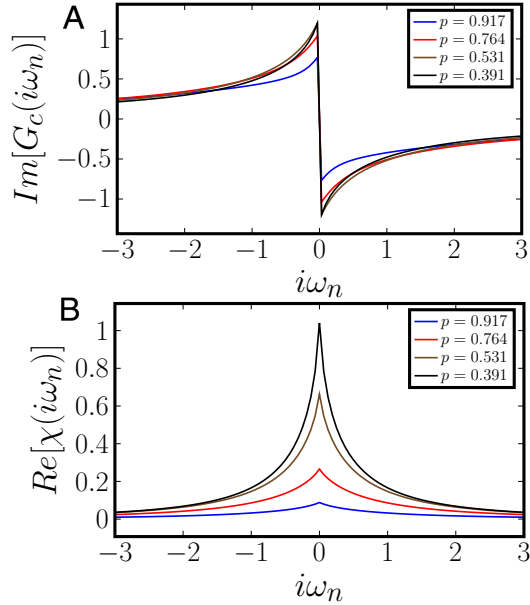 A
Im[G_c(iω_n)]
1
0.5
0
−0.5
−1
p = 0.917
p = 0.764
p = 0.531
p = 0.391
−3 −2 −1 0 1 2 3
iω_n
B
Re[χ(iω_n)]
1
0.8
0.6
0.4
0.2
0
p = 0.917
p = 0.764
p = 0.531
p = 0.391
−3 −2 −1 0 1 2 3
iω_n